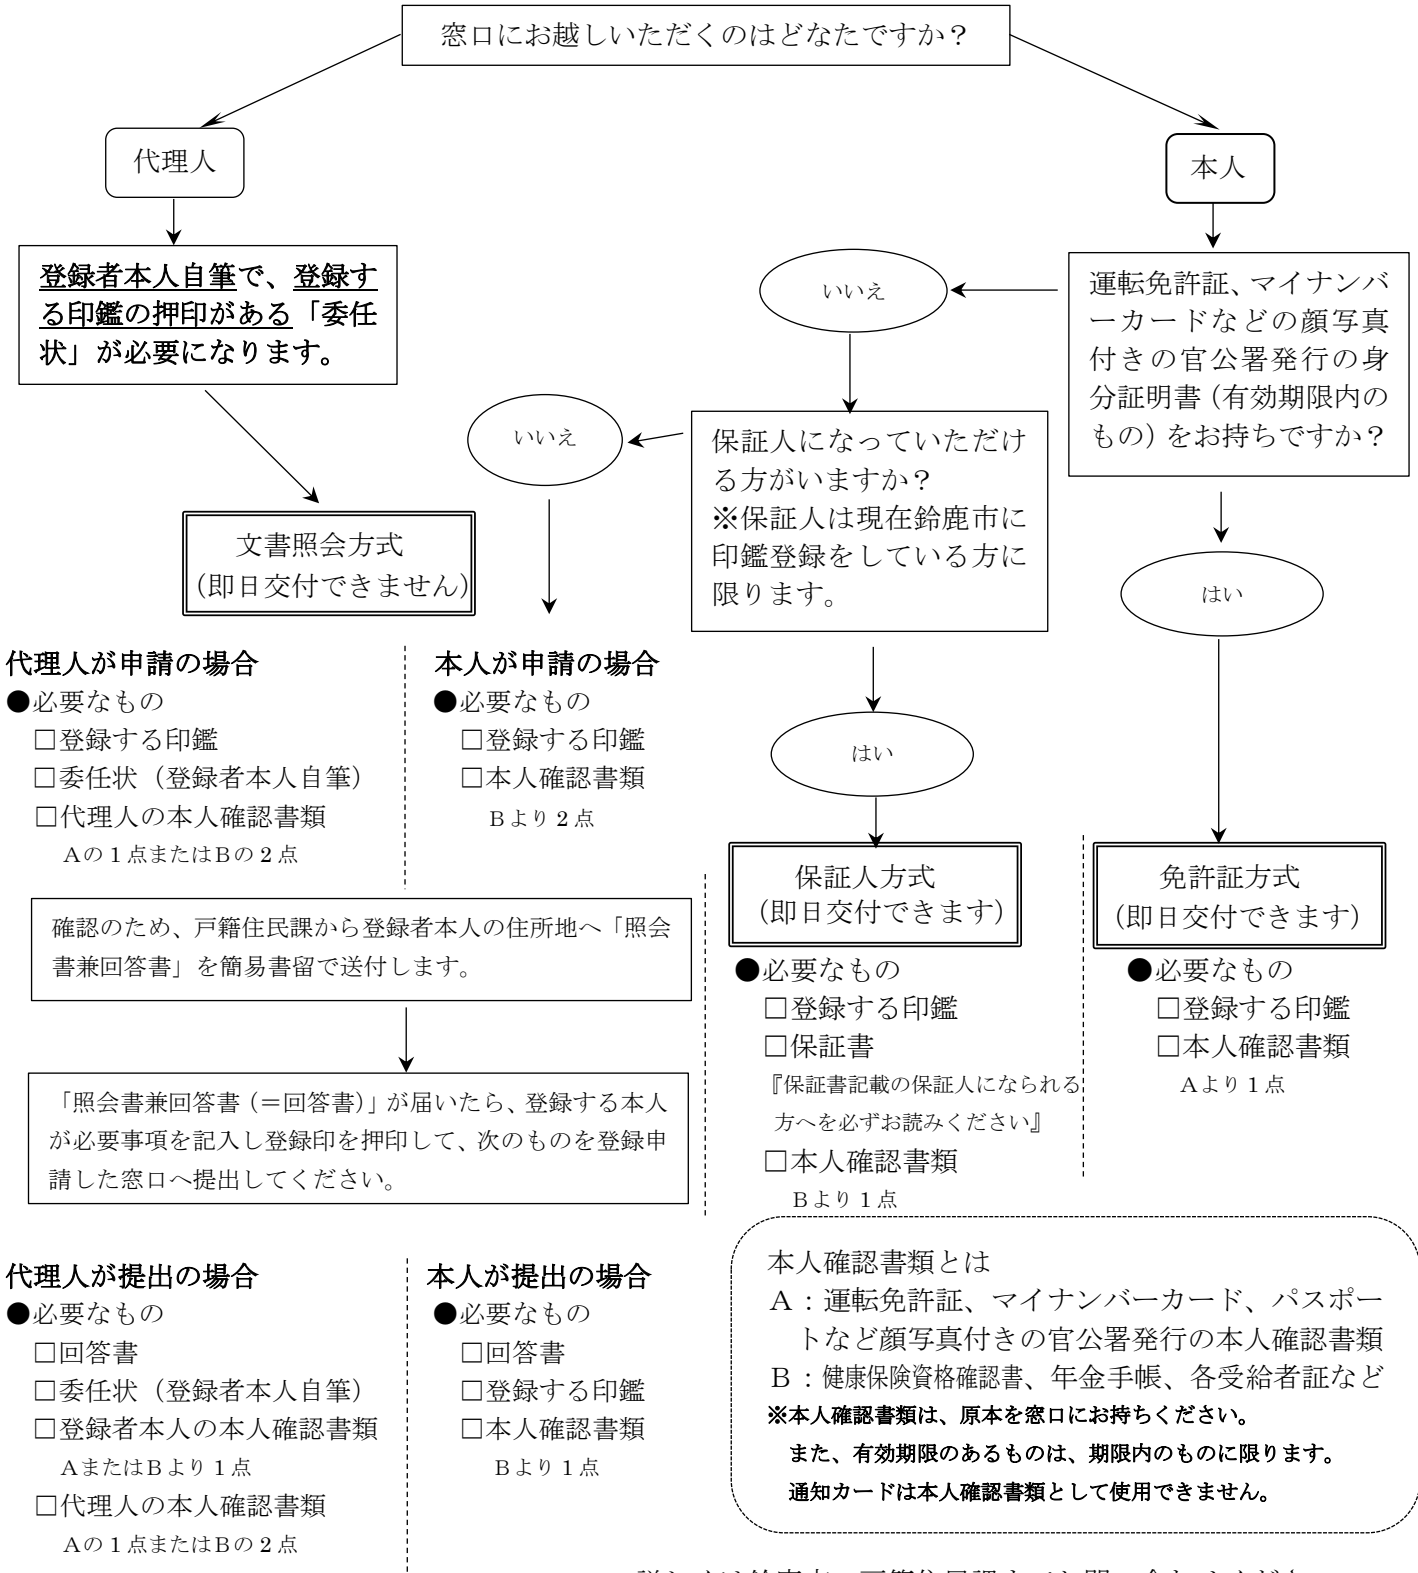 窓口にお越しいただくのはどなたですか？
代理人
本人
登録者本人自筆で、登録す
る印鑑の押印がある「委任
状」が必要になります。
いいえ
運転免許証、マイナンバ
ーカードなどの顔写真
付きの官公署発行の身
分証明書（有効期限内の
もの）をお持ちですか？
いいえ
保証人になっていただけ
る方がいますか？
※保証人は現在鈴鹿市に
印鑑登録をしている方に
限ります。
文書照会方式
（即日交付できません）
はい
代理人が申請の場合
●必要なもの
□登録する印鑑
□委任状（登録者本人自筆）
□代理人の本人確認書類
Ａの１点またはＢの２点
本人が申請の場合
●必要なもの
□登録する印鑑
□本人確認書類
Ｂより２点
はい
確認のため、戸籍住民課から登録者本人の住所地へ「照会
書兼回答書」を簡易書留で送付します。
「照会書兼回答書（＝回答書）」が届いたら、登録する本人
が必要事項を記入し登録印を押印して、次のものを登録申
請した窓口へ提出してください。
保証人方式
（即日交付できます）
●必要なもの
□登録する印鑑
□保証書
『保証書記載の保証人になられる
方へを必ずお読みください』
□本人確認書類
Ｂより１点
免許証方式
（即日交付できます）
●必要なもの
□登録する印鑑
□本人確認書類
Ａより１点
代理人が提出の場合
●必要なもの
□回答書
□委任状（登録者本人自筆）
□登録者本人の本人確認書類
ＡまたはＢより１点
□代理人の本人確認書類
Ａの１点またはＢの２点
本人が提出の場合
●必要なもの
□回答書
□登録する印鑑
□本人確認書類
Ｂより１点
本人確認書類とは
Ａ：運転免許証、マイナンバーカード、パスポー
トなど顔写真付きの官公署発行の本人確認書類
Ｂ：健康保険資格確認書、年金手帳、各受給者証など
※本人確認書類は、原本を窓口にお持ちください。
また、有効期限のあるものは、期限内のものに限ります。
通知カードは本人確認書類として使用できません。